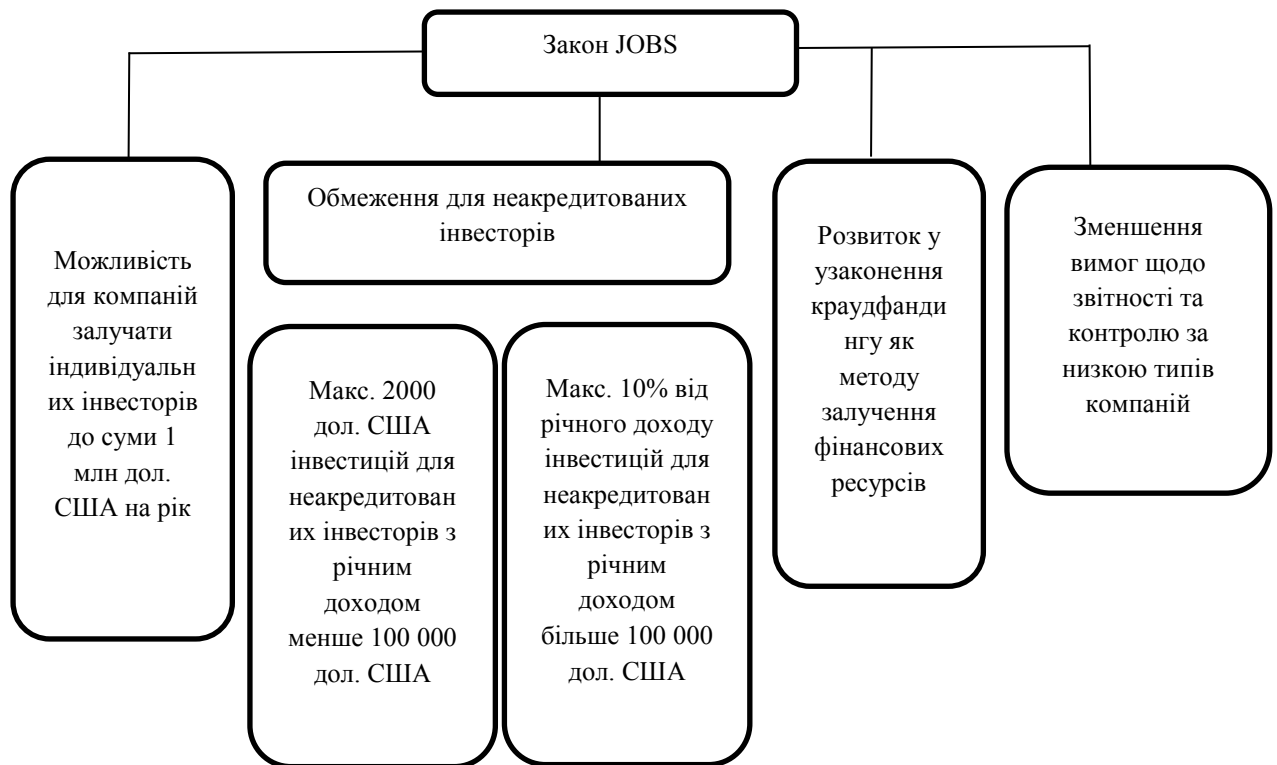 Закон JOBS
Можливість
для компаній
залучати
індивідуальн
их інвесторів
до суми 1
млн дол.
США на рік
Обмеження для неакредитованих
інвесторів
Макс. 2000
дол. США
інвестицій для
неакредитован
их інвесторів з
річним
доходом
менше 100 000
дол. США
Макс. 10% від
річного доходу
інвестицій для
неакредитован
их інвесторів з
річним
доходом
більше 100 000
дол. США
Розвиток у
узаконення
краудфанди
нгу як
методу
залучення
фінансових
ресурсів
Зменшення
вимог щодо
звітності та
контролю за
низкою типів
компаній